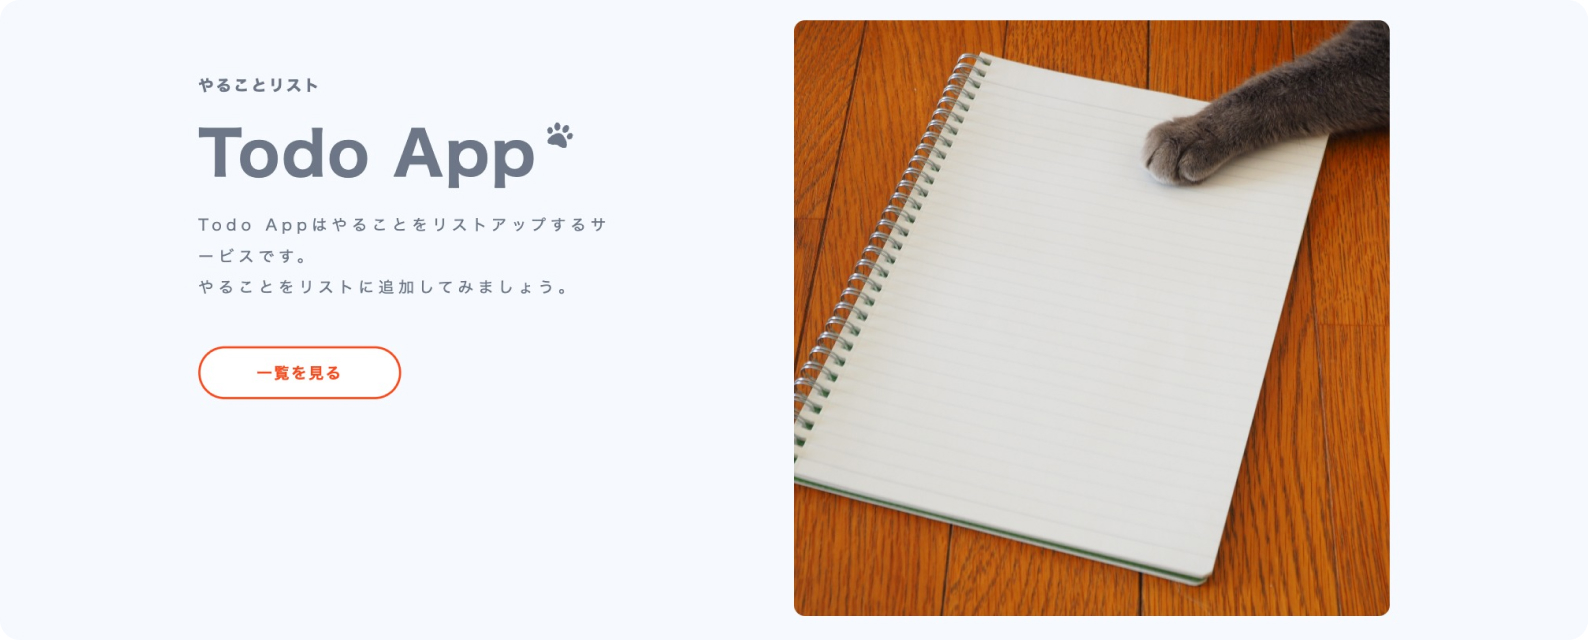 やることリスト
Todo App
Todo Appはやることをリストアップするサ
ービスです。
やることをリストに追加してみましょう。
一覧を見る